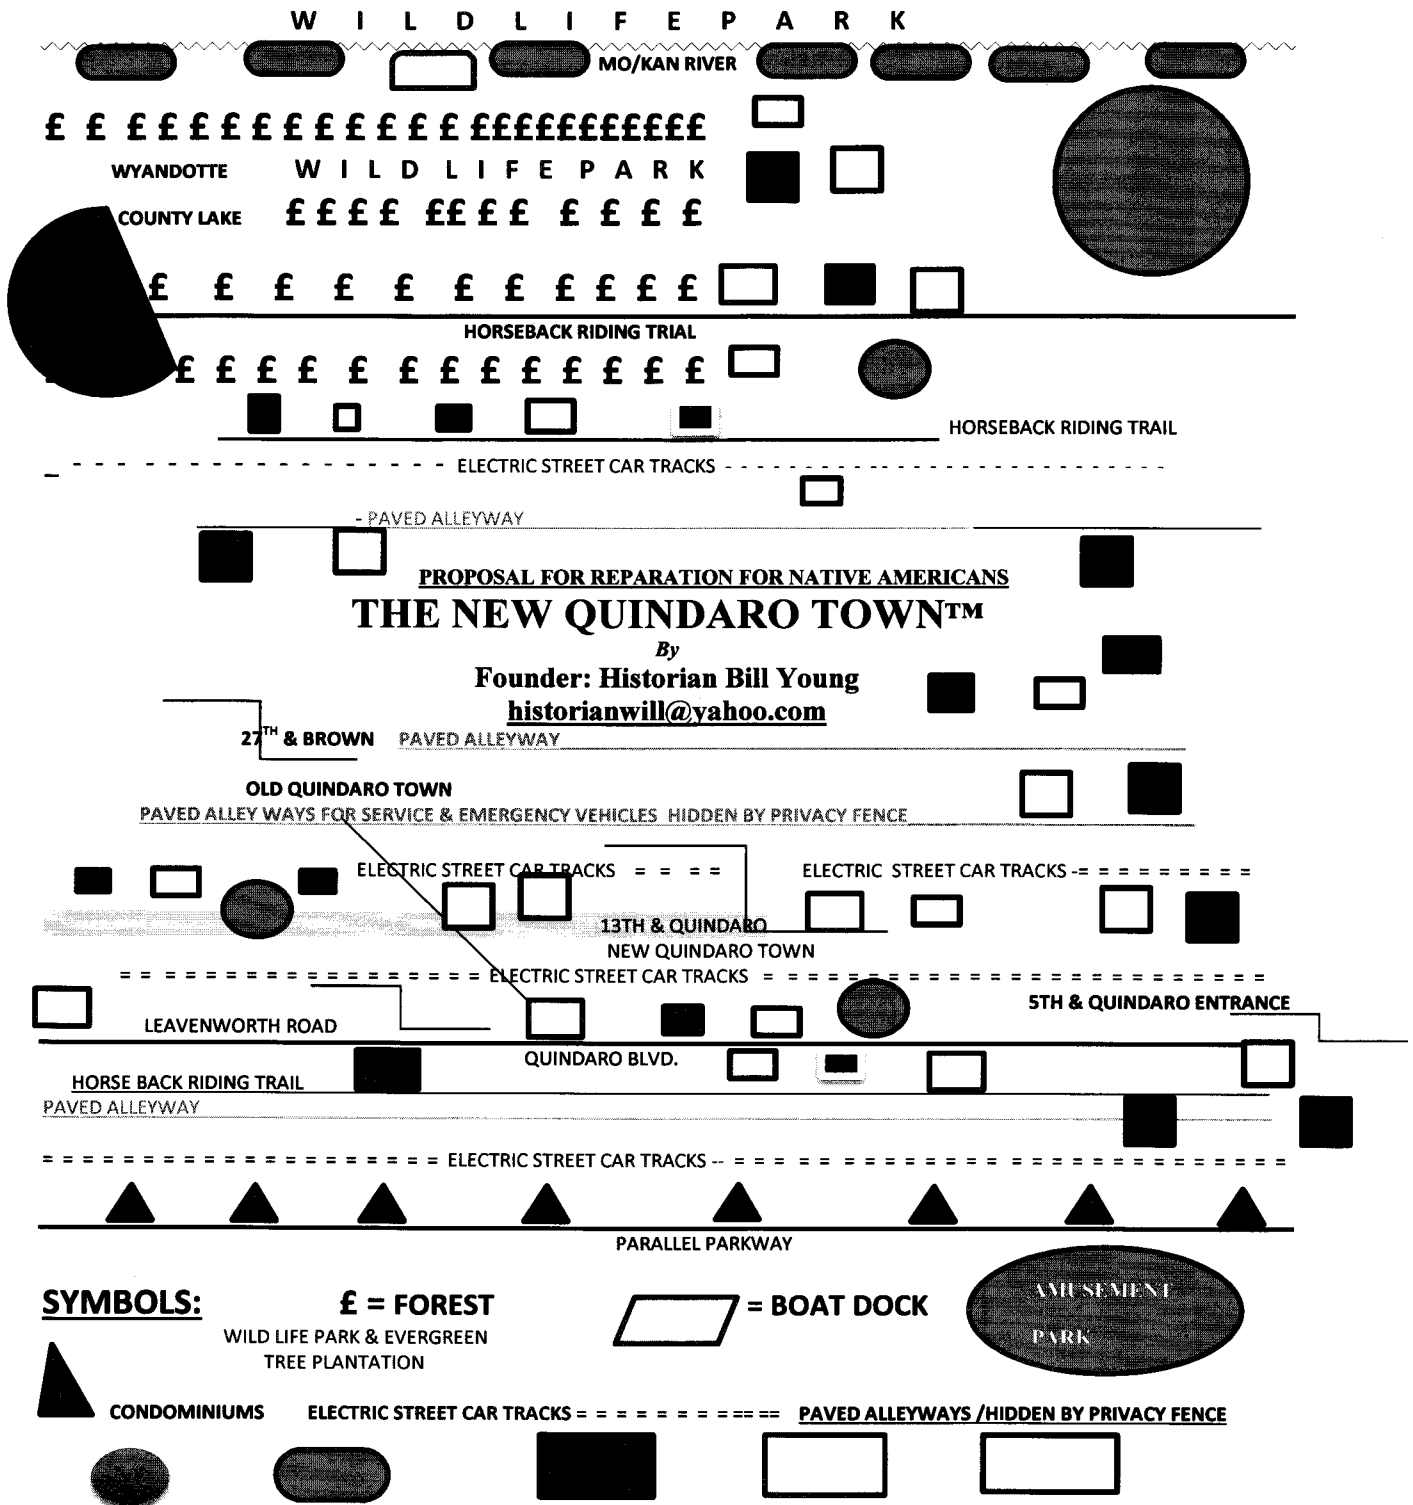 W I L D L I F E P A R K
MO/KAN RIVER
£ £ £ £ £ £ £ £ £ £ £ £ £ £ £ £ £ £ £ £ £ £ £ £
WYANDOTTE W I L D L I F E P A R K
COUNTY LAKE £ £ £ £ £ £ £ £ £ £ £ £
£ £ £ £ £ £ £ £ £ £ £
HORSEBACK RIDING TRIAL
£ £ £ £ £ £ £ £ £ £ £ £ £
HORSEBACK RIDING TRAIL
_ - - - - - - - - - - - - - - - - - - ELECTRIC STREET CAR TRACKS - - - - - - - - - - - - - - - - - - - - - - -
- PAVED ALLEYWAY
PROPOSAL FOR REPARATION FOR NATIVE AMERICANS
THE NEW QUINDARO TOWN™
By
Founder: Historian Bill Young
historianwill@yahoo.com
27TH & BROWN PAVED ALLEYWAY
OLD QUINDARO TOWN
PAVED ALLEY WAYS FOR SERVICE & EMERGENCY VEHICLES HIDDEN BY PRIVACY FENCE
ELECTRIC STREET CAR TRACKS = = = = ELECTRIC STREET CAR TRACKS -= = = = = = = = =
13TH & QUINDARO
NEW QUINDARO TOWN
= = = = = = = = = = = = = = = = = ELECTRIC STREET CAR TRACKS = = = = = = = = = = = = = = = = = = = = = = =
5TH & QUINDARO ENTRANCE
LEAVENWORTH ROAD
QUINDARO BLVD.
HORSE BACK RIDING TRAIL
PAVED ALLEYWAY
= = = = = = = = = = = = = = = = = = ELECTRIC STREET CAR TRACKS -- = = = = = = = = = = = = = = = = = = = = = = = =
PARALLEL PARKWAY
AMUSEMENT
PARK
SYMBOLS: £ = FOREST = BOAT DOCK
WILD LIFE PARK & EVERGREEN
TREE PLANTATION
CONDOMINIUMS ELECTRIC STREET CAR TRACKS = = = = = = = = == == PAVED ALLEYWAYS /HIDDEN BY PRIVACY FENCE